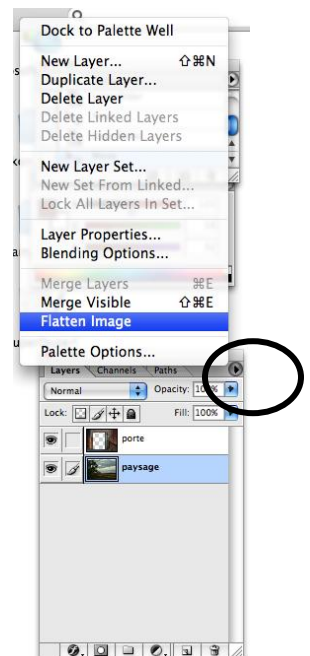 Dock to Palette Well
New Layer... ⇧⌘N
Duplicate Layer...
Delete Layer
Delete Linked Layers
Delete Hidden Layers
New Layer Set...
New Set From Linked...
Lock All Layers In Set...
Layer Properties...
Blending Options...
Merge Layers ⌘E
Merge Visible ⇧⌘E
Flatten Image
Palette Options...
Layers Channels Paths
Normal Opacity: 100%
Lock: Fill: 100%
porte
paysage